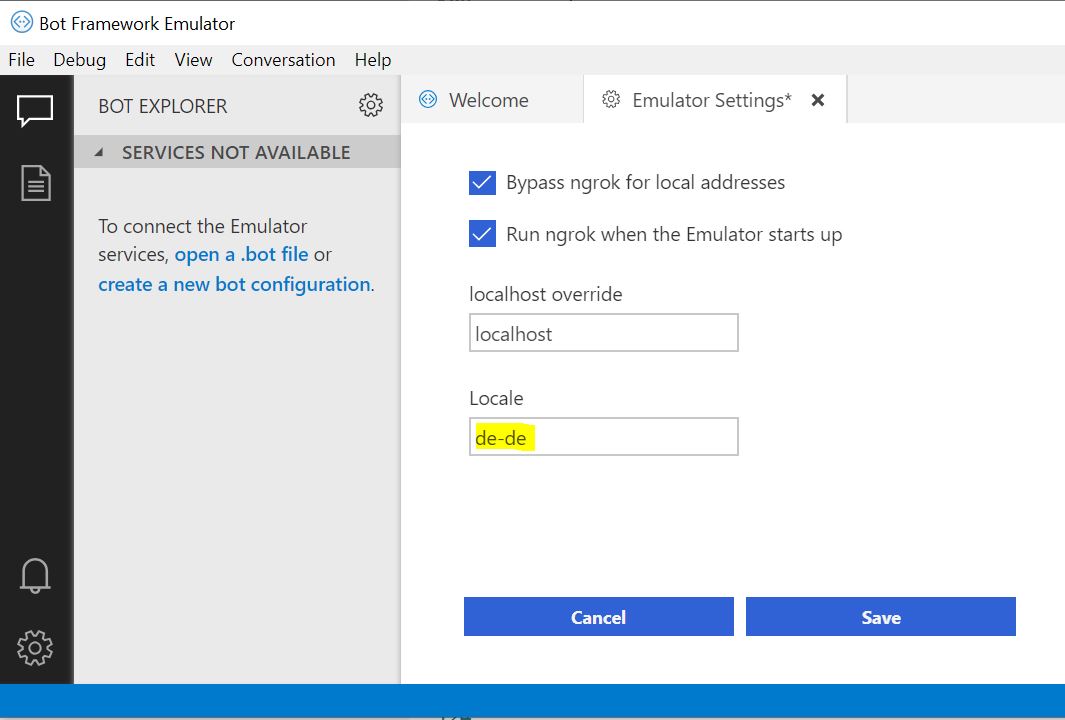 Bot Framework Emulator
File Debug Edit View Conversation Help
BOT EXPLORER
SERVICES NOT AVAILABLE
To connect the Emulator
services, open a .bot file or
create a new bot configuration.
Welcome
Emulator Settings*
Bypass ngrok for local addresses
Run ngrok when the Emulator starts up
localhost override
localhost
Locale
de-de
Cancel
Save